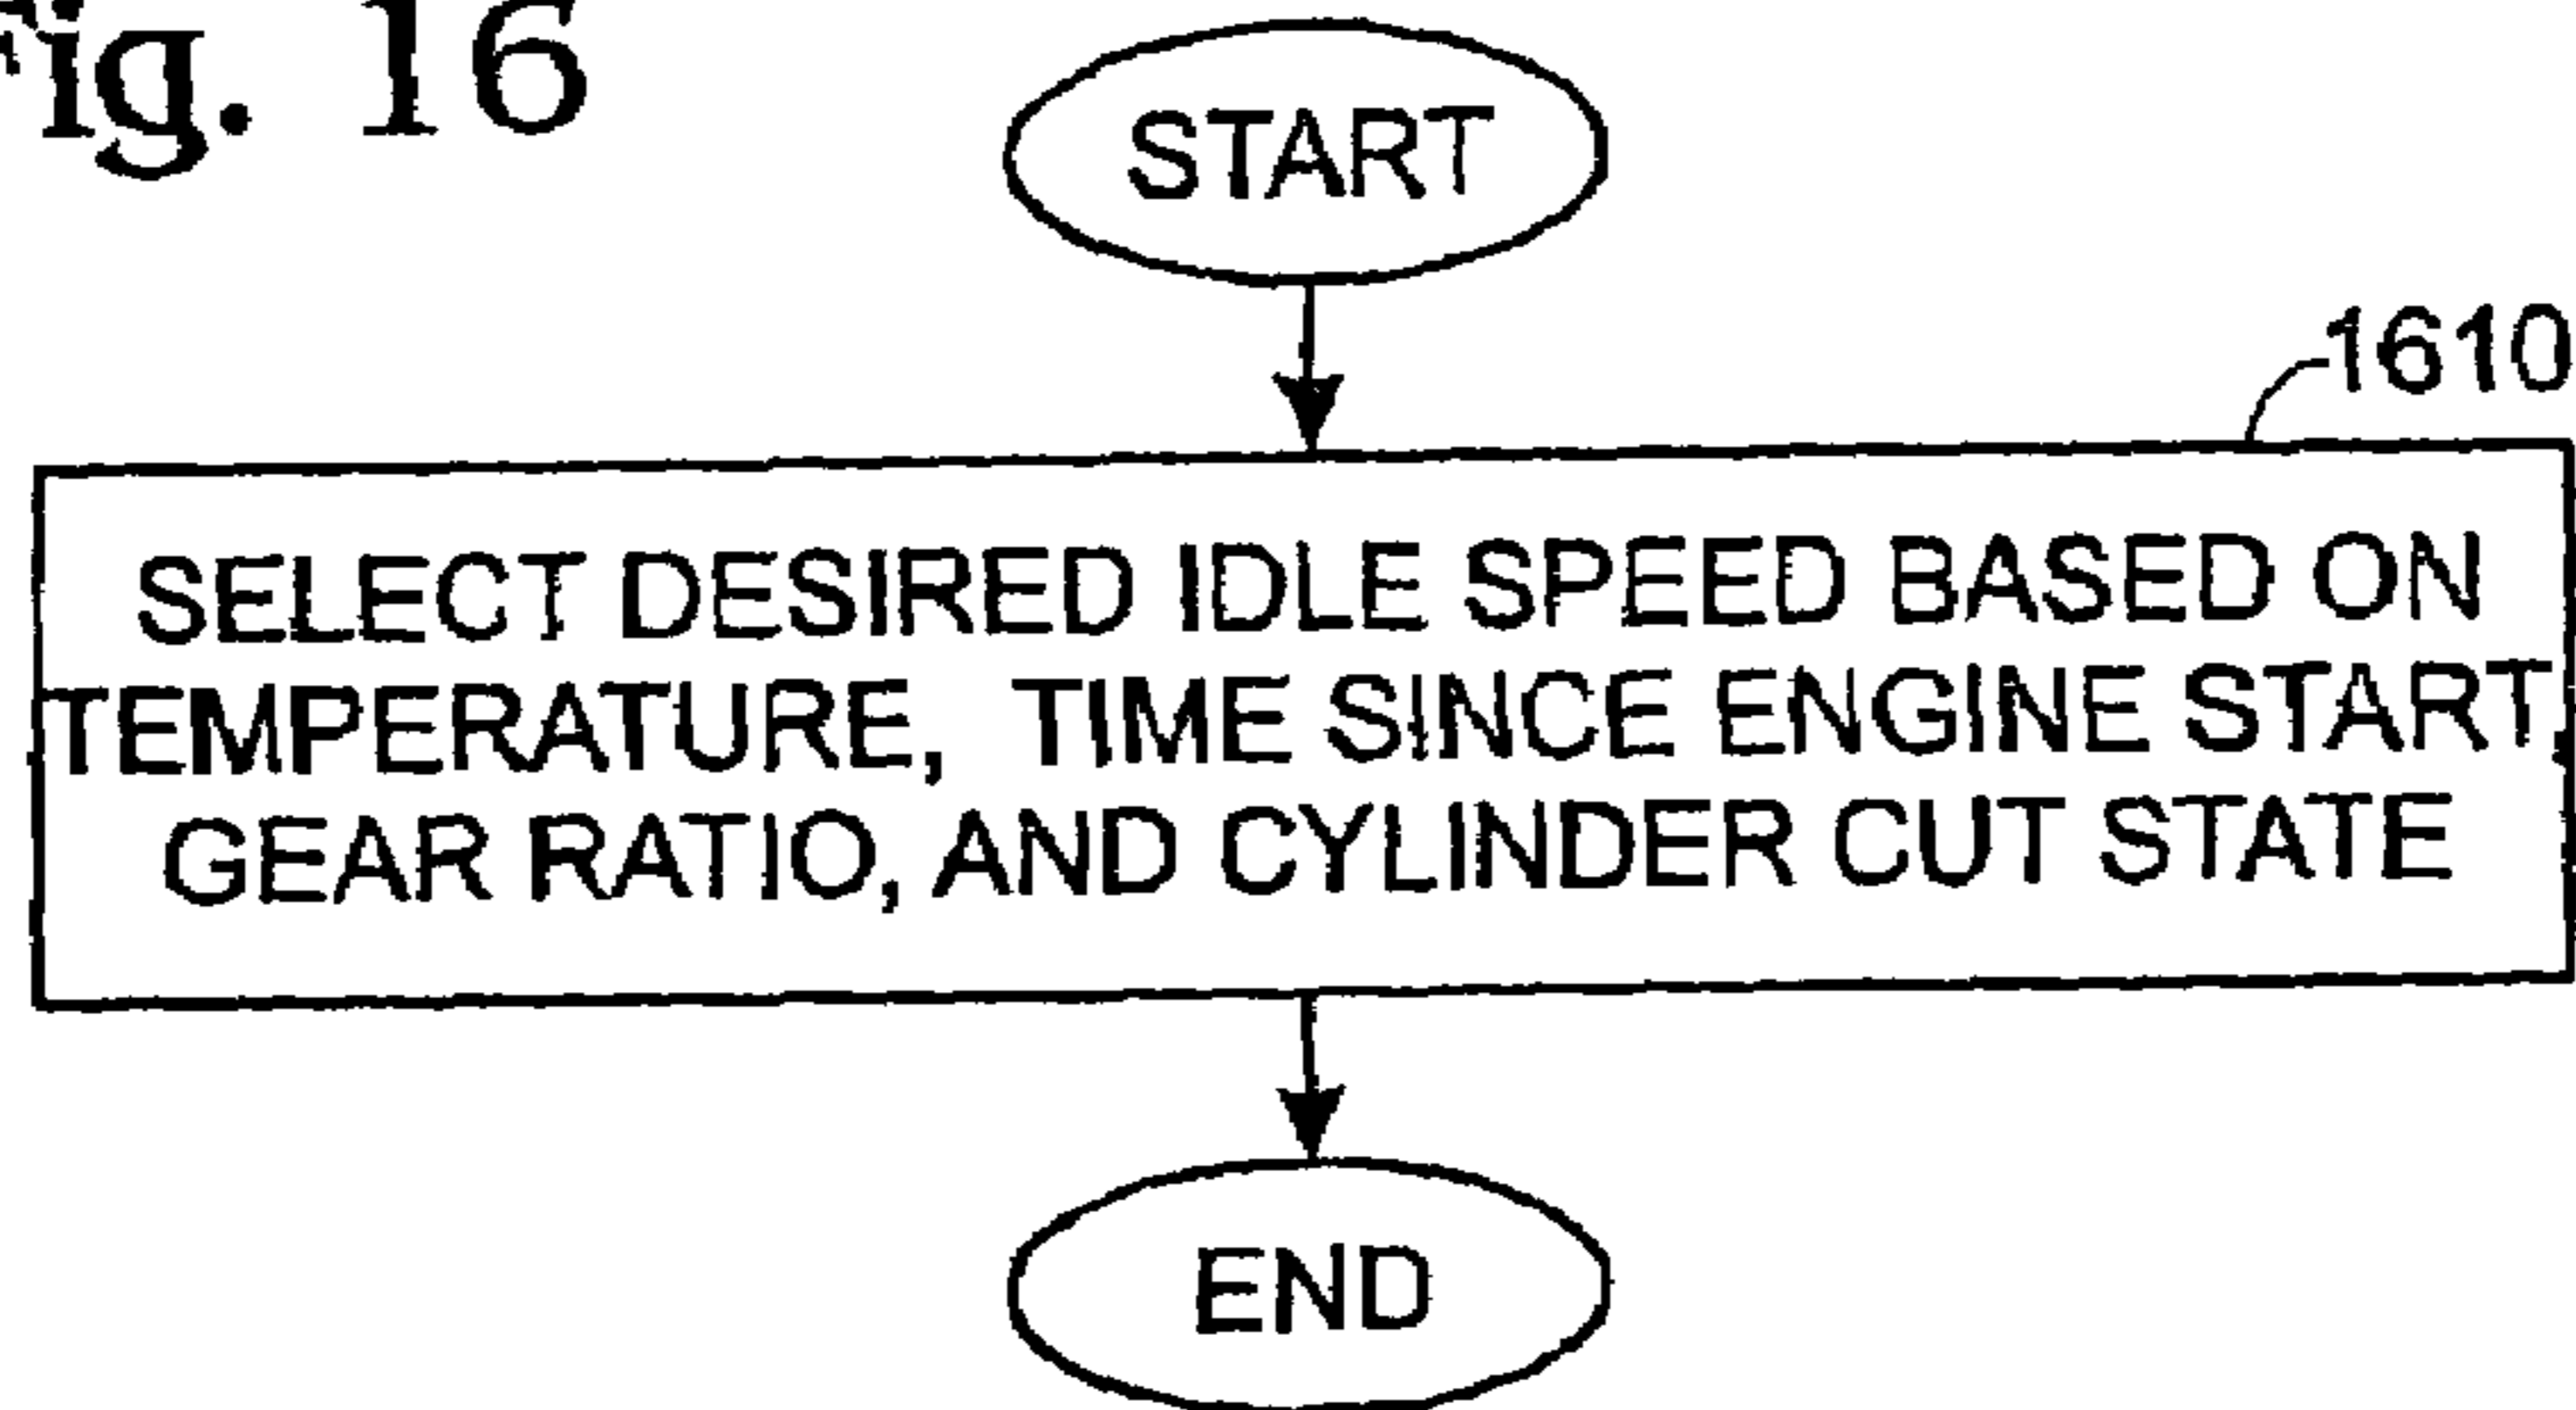 Fig. 16
START
1610
SELECT DESIRED IDLE SPEED BASED ON
TEMPERATURE, TIME SINCE ENGINE START,
GEAR RATIO, AND CYLINDER CUT STATE
END